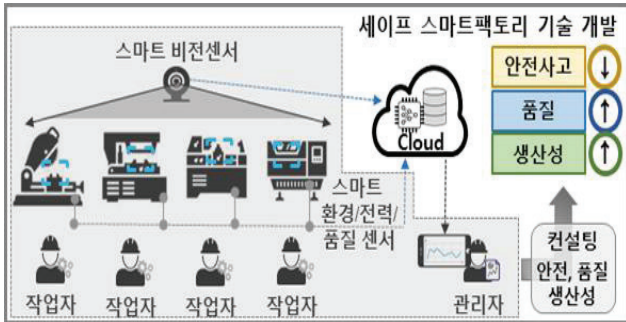 세이프 스마트팩토리 기술 개발
스마트 비전센서
안전사고
↓
품질
↑
생산성
↑
Cloud
스마트
환경/전력/
품질 센서
컨설팅
안전, 품질
생산성
작업자
작업자
작업자
작업자
관리자